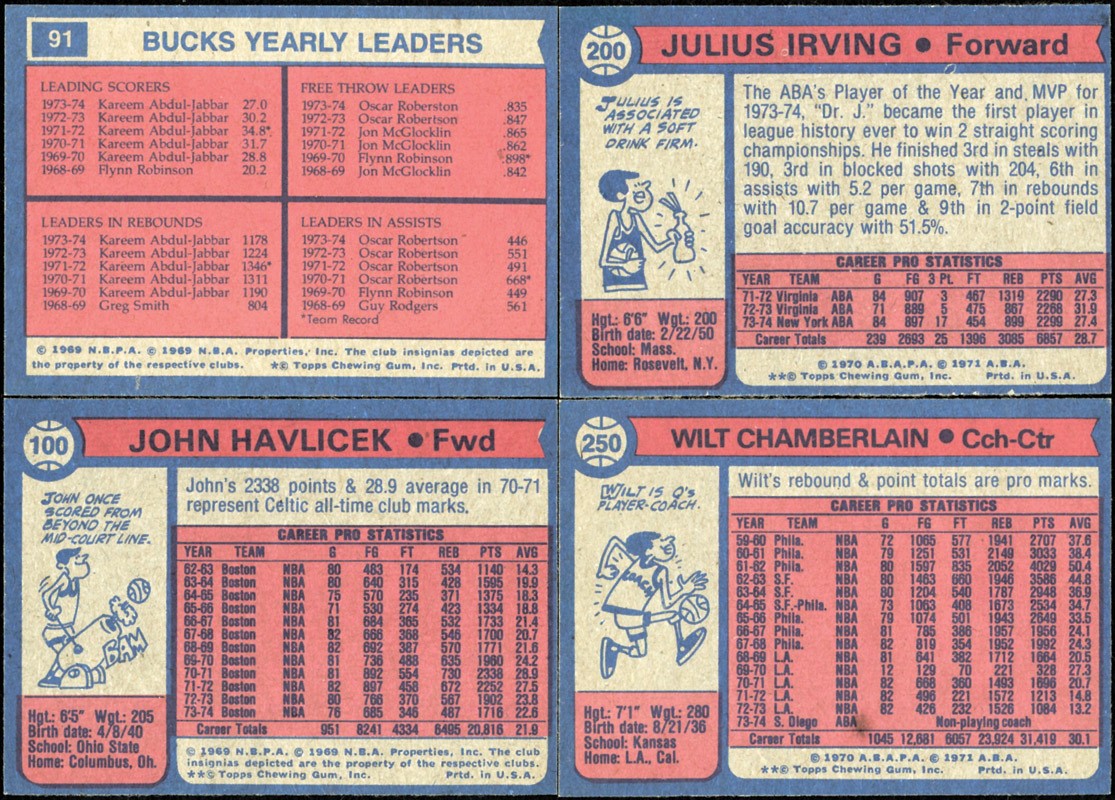 91
BUCKS YEARLY LEADERS
LEADING SCORERS
1973-74 Kareem Abdul-Jabbar 27.0
1972-73 Kareem Abdul-Jabbar 30.2
1971-72 Kareem Abdul-Jabbar 34.8*
1970-71 Kareem Abdul-Jabbar 31.7
1969-70 Kareem Abdul-Jabbar 28.8
1968-69 Flynn Robinson 20.2
FREE THROW LEADERS
1973-74 Oscar Roberston .835
1972-73 Oscar Robertson .847
1971-72 Jon McGlocklin .865
1970-71 Jon McGlocklin .862
1969-70 Flynn Robinson .898*
1968-69 Jon McGlocklin .842
LEADERS IN REBOUNDS
1973-74 Kareem Abdul-Jabbar 1178
1972-73 Kareem Abdul-Jabbar 1224
1971-72 Kareem Abdul-Jabbar 1346*
1970-71 Kareem Abdul-Jabbar 1311
1969-70 Kareem Abdul-Jabbar 1190
1968-69 Greg Smith 804
LEADERS IN ASSISTS
1973-74 Oscar Robertson 446
1972-73 Oscar Robertson 551
1971-72 Oscar Robertson 491
1970-71 Oscar Robertson 668*
1969-70 Flynn Robinson 449
1968-69 Guy Rodgers 561
*Team Record
© 1969 N.B.P.A. © 1969 N.B.A. Properties, Inc. The club insignias depicted are
the property of the respective clubs. *© Topps Chewing Gum, Inc. Prtd. in U.S.A.
200
JULIUS IRVING • Forward
JULIUS IS
ASSOCIATED
WITH A SOFT
DRINK FIRM.
The ABA's Player of the Year and MVP for
1973-74, "Dr. J." became the first player in
league history ever to win 2 straight scoring
championships. He finished 3rd in steals with
190, 3rd in blocked shots with 204, 6th in
assists with 5.2 per game, 7th in rebounds
with 10.7 per game & 9th in 2-point field
goal accuracy with 51.5%.
CAREER PRO STATISTICS
YEAR TEAM G FG 3 PL FT REB PTS AVG
71-72 Virginia ABA 84 907 3 467 1319 2290 27.3
72-73 Virginia ABA 71 889 5 475 867 2268 31.9
73-74 New York ABA 84 897 17 454 899 2299 27.4
Career Totals 239 2693 25 1396 3085 6857 28.7
Hgt.: 6'6" Wgt.: 200
Birth date: 2/22/50
School: Mass.
Home: Rosevelt, N.Y.
© 1970 A.B.A.P.A. © 1971 A.B.A.
**© Topps Chewing Gum, Inc. Prtd. in U.S.A.
100
JOHN HAVLICEK • Fwd
JOHN ONCE
SCORED FROM
BEYOND THE
MID-COURT LINE.
BAM
John's 2338 points & 28.9 average in 70-71
represent Celtic all-time club marks.
CAREER PRO STATISTICS
YEAR TEAM G FG FT REB PTS AVG
62-63 Boston NBA 80 483 174 534 1140 14.3
63-64 Boston NBA 80 640 315 428 1595 19.9
64-65 Boston NBA 75 570 235 371 1375 18.3
65-66 Boston NBA 71 530 274 423 1334 18.8
66-67 Boston NBA 81 684 365 532 1733 21.4
67-68 Boston NBA 82 666 368 546 1700 20.7
68-69 Boston NBA 82 692 387 570 1771 21.6
69-70 Boston NBA 81 736 488 635 1960 24.2
70-71 Boston NBA 81 892 554 730 2338 28.9
71-72 Boston NBA 82 897 458 672 2252 27.5
72-73 Boston NBA 80 766 370 567 1902 23.8
73-74 Boston NBA 76 685 346 487 1716 22.6
Career Totals 951 8241 4334 6495 20,816 21.9
Hgt.: 6'5" Wgt.: 205
Birth date: 4/8/40
School: Ohio State
Home: Columbus, Oh.
© 1969 N.B.P.A. © 1969 N.B.A. Properties, Inc. The club
insignias depicted are the property of the respective clubs.
**© Topps Chewing Gum, Inc. Prtd. in U.S.A.
250
WILT CHAMBERLAIN • Cch-Ctr
WILT IS Q'S
PLAYER-COACH.
COACH
Wilt's rebound & point totals are pro marks.
CAREER PRO STATISTICS
YEAR TEAM G FG FT REB PTS AVG
59-60 Phila. NBA 72 1065 577 1941 2707 37.6
60-61 Phila. NBA 79 1251 531 2149 3033 38.4
61-62 Phila. NBA 80 1597 835 2052 4029 50.4
62-63 S.F. NBA 80 1463 660 1946 3586 44.8
63-64 S.F. NBA 80 1204 540 1787 2948 36.9
64-65 S.F.-Phila. NBA 73 1063 408 1673 2534 34.7
65-66 Phila. NBA 79 1074 501 1943 2649 33.5
66-67 Phila. NBA 81 785 386 1957 1956 24.1
67-68 Phila. NBA 82 819 354 1952 1992 24.3
68-69 L.A. NBA 81 641 382 1712 1664 20.5
69-70 L.A. NBA 12 129 70 221 328 27.3
70-71 L.A. NBA 82 668 360 1493 1696 20.7
71-72 L.A. NBA 82 496 221 1572 1213 14.8
72-73 L.A. NBA 82 426 232 1526 1084 13.2
73-74 S. Diego ABA Non-playing coach
Career Totals 1045 12,681 6057 23,924 31,419 30.1
Hgt.: 7'1" Wgt.: 280
Birth date: 8/21/36
School: Kansas
Home: L.A., Cal.
© 1970 A.B.A.P.A. © 1971 A.B.A.
**© Topps Chewing Gum, Inc. Prtd. in U.S.A.